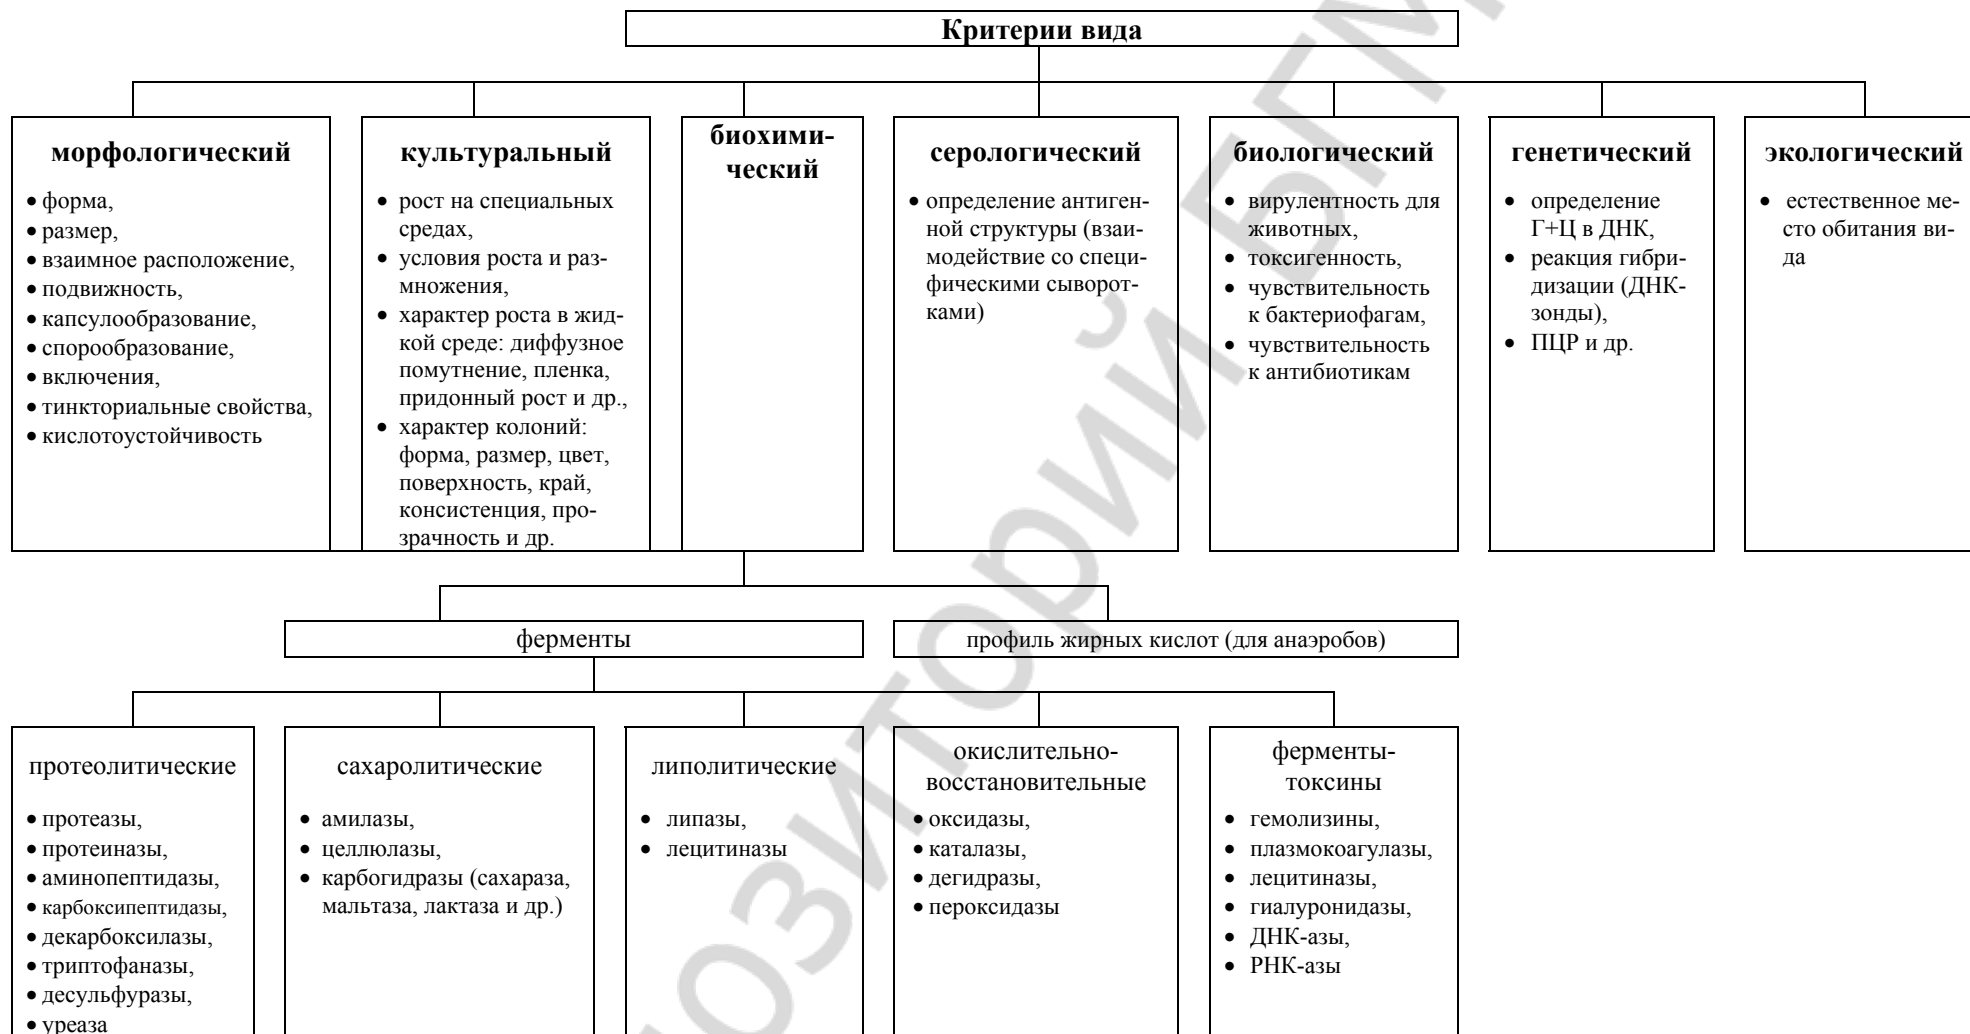 Критерии вида
морфологический
• форма,
• размер,
• взаимное расположение,
• подвижность,
• капсулообразование,
• спорообразование,
• включения,
• тинкториальные свойства,
• кислотоустойчивость
культуральный
• рост на специальных
средах,
• условия роста и раз-
множения,
• характер роста в жид-
кой среде: диффузное
помутнение, пленка,
придонный рост и др.,
• характер колоний:
форма, размер, цвет,
поверхность, край,
консистенция, про-
зрачность и др.
биохими-
ческий
серологический
• определение антиген-
ной структуры (взаи-
модействие со специ-
фическими сыворот-
ками)
биологический
• вирулентность для
животных,
• токсигенность,
• чувствительность
к бактериофагам,
• чувствительность
к антибиотикам
генетический
• определение
Г+Ц в ДНК,
• реакция гибри-
дизации (ДНК-
зонды),
• ПЦР и др.
экологический
• естественное ме-
сто обитания ви-
да
ферменты
профиль жирных кислот (для анаэробов)
протеолитические
• протеазы,
• протеиназы,
• аминопептидазы,
• карбоксипептидазы,
• декарбоксилазы,
• триптофаназы,
• десульфуразы,
• уреаза
сахаролитические
• амилазы,
• целлюлазы,
• карбогидразы (сахараза,
мальтаза, лактаза и др.)
липолитические
• липазы,
• лецитиназы
окислительно-
восстановительные
• оксидазы,
• каталазы,
• дегидразы,
• пероксидазы
ферменты-
токсины
• гемолизины,
• плазмокоагулазы,
• лецитиназы,
• гиалуронидазы,
• ДНК-азы,
• РНК-азы
позиторий БГМ